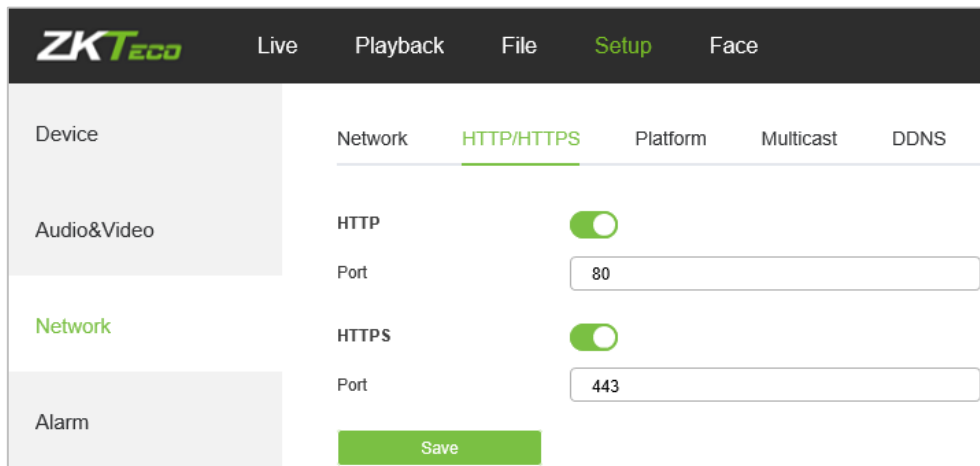 ZKTECO Live Playback File Setup Face
Device
Audio&Video
Network
Alarm
Network HTTP/HTTPS Platform Multicast DDNS
HTTP
Port 80
HTTPS
Port 443
Save